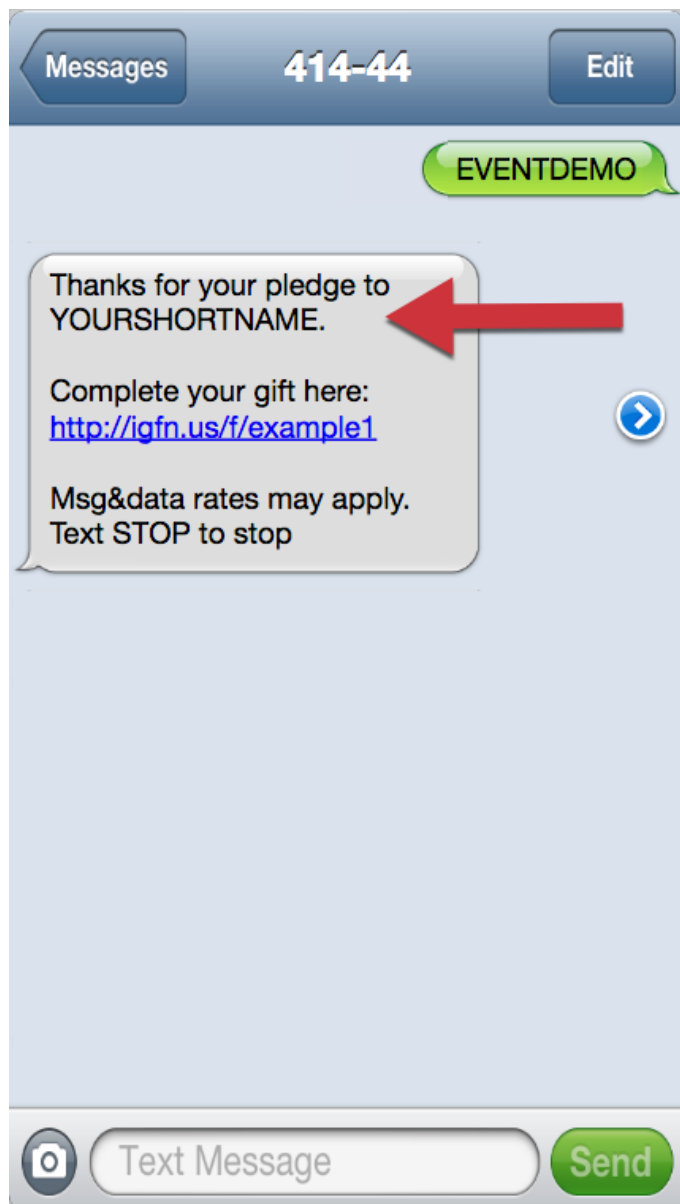 Messages 414-44 Edit
EVENTDEMO
Thanks for your pledge to
YOURSHORTNAME.
Complete your gift here:
http://igfn.us/f/example1
Msg&data rates may apply.
Text STOP to stop
Text Message Send